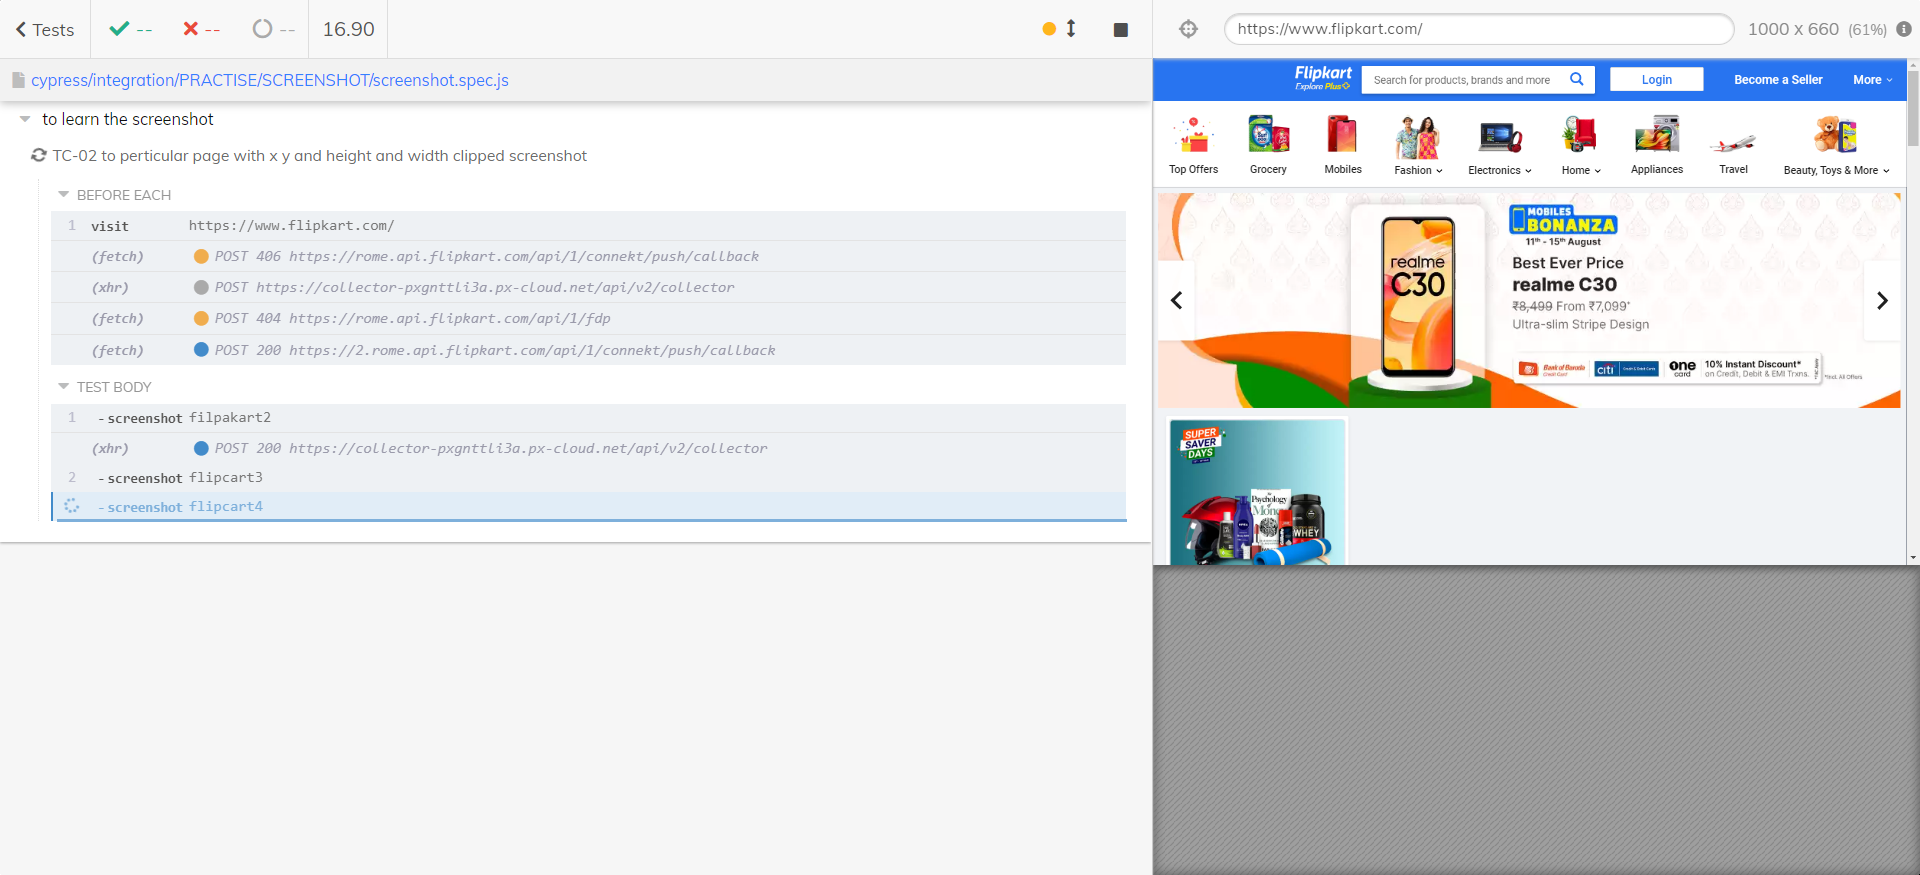 Tests -- -- -- 16.90
https://www.flipkart.com/ 1000 x 660 (61%)
cypress/integration/PRACTISE/SCREENSHOT/screenshot.spec.js
to learn the screenshot
TC-02 to perticular page with x y and height and width clipped screenshot
BEFORE EACH
1 visit https://www.flipkart.com/
(fetch) POST 406 https://rome.api.flipkart.com/api/1/connekt/push/callback
(xhr) POST https://collector-pxgnttli3a.px-cloud.net/api/v2/collector
(fetch) POST 404 https://rome.api.flipkart.com/api/1/fdp
(fetch) POST 200 https://2.rome.api.flipkart.com/api/1/connekt/push/callback
TEST BODY
1 -screenshot filpakart2
(xhr) POST 200 https://collector-pxgnttli3a.px-cloud.net/api/v2/collector
2 -screenshot flipcart3
-screenshot flipcart4
Flipkart
Explore Plus
Search for products, brands and more
Login
Become a Seller
More
Top Offers
Grocery
Mobiles
Fashion
Electronics
Home
Appliances
Travel
Beauty, Toys & More
realme
C30
MOBILES
BONANZA
11th - 15th August
Best Ever Price
realme C30
₹8,499 From ₹7,099*
Ultra-slim Stripe Design
Bank of Baroda
Credit Card
citi
Credit & Debit Cards
one
card
10% Instant Discount*
on Credit, Debit & EMI Trxns.
*Incl. All Offers
SUPER
SAVER
DAYS
The
Psychology
of
Money
NIVEA
WHEY